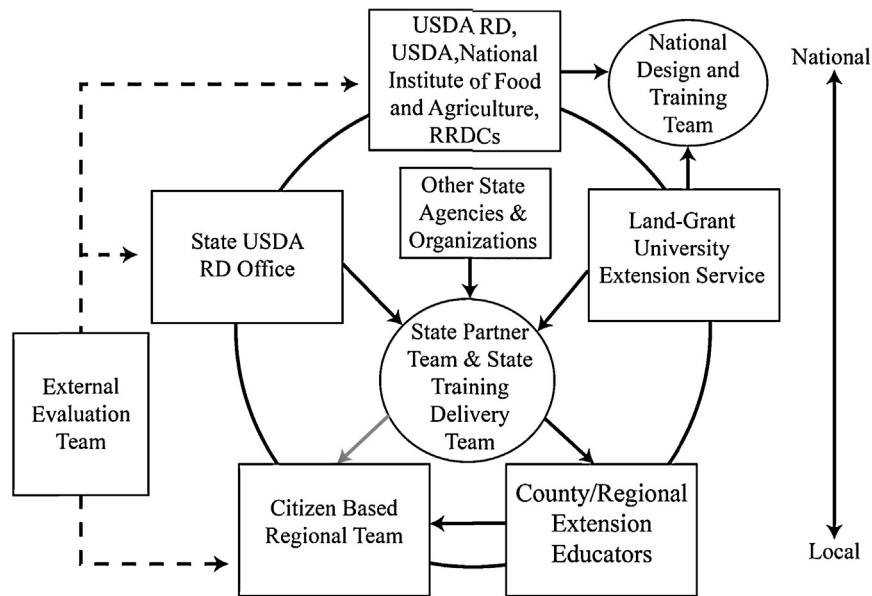 USDA RD,
USDA,National
Institute of Food
and Agriculture,
RRDCs
National
Design and
Training
Team
National
Other State
Agencies &
Organizations
State USDA
RD Office
Land-Grant
University
Extension Service
State Partner
Team & State
Training
Delivery
Team
External
Evaluation
Team
Citizen Based
Regional Team
County/Regional
Extension
Educators
Local